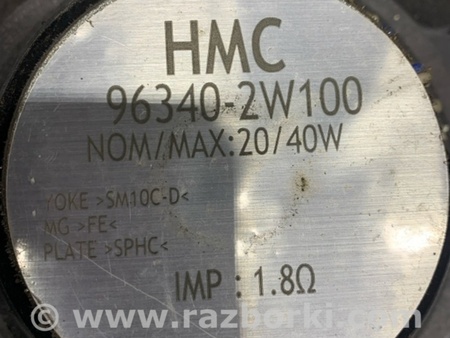 HMC
96340-2W100
NOM/MAX:20/40W
YOKE >SM10C-D<
MG >FE<
PLATE >SPHC<
IMP : 1.8Ω
© www.razborki.com